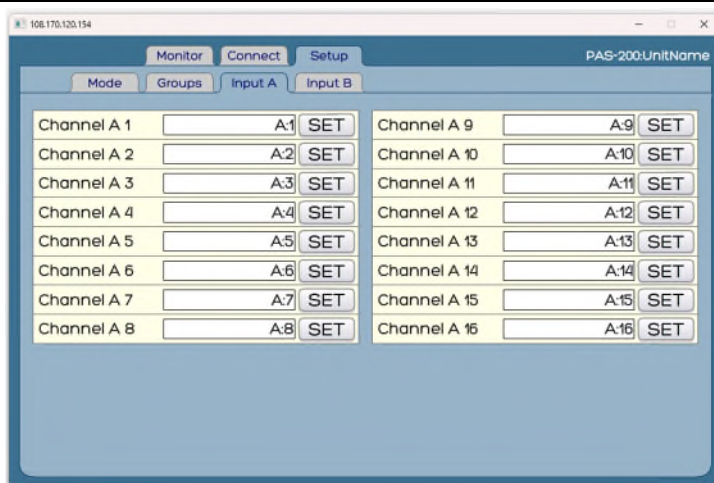 108.170.120.154
Monitor Connect Setup PAS-200:UnitName
Mode Groups Input A Input B
Channel A 1 A:1 SET Channel A 9 A:9 SET
Channel A 2 A:2 SET Channel A 10 A:10 SET
Channel A 3 A:3 SET Channel A 11 A:11 SET
Channel A 4 A:4 SET Channel A 12 A:12 SET
Channel A 5 A:5 SET Channel A 13 A:13 SET
Channel A 6 A:6 SET Channel A 14 A:14 SET
Channel A 7 A:7 SET Channel A 15 A:15 SET
Channel A 8 A:8 SET Channel A 16 A:16 SET